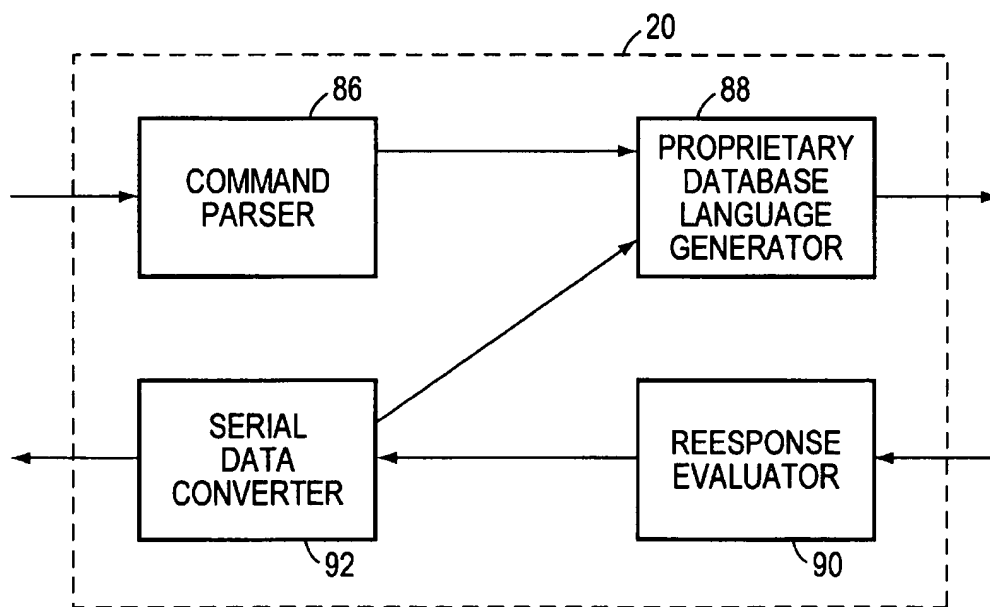 20
86
COMMAND
PARSER
88
PROPRIETARY
DATABASE
LANGUAGE
GENERATOR
SERIAL
DATA
CONVERTER
92
REESPONSE
EVALUATOR
90